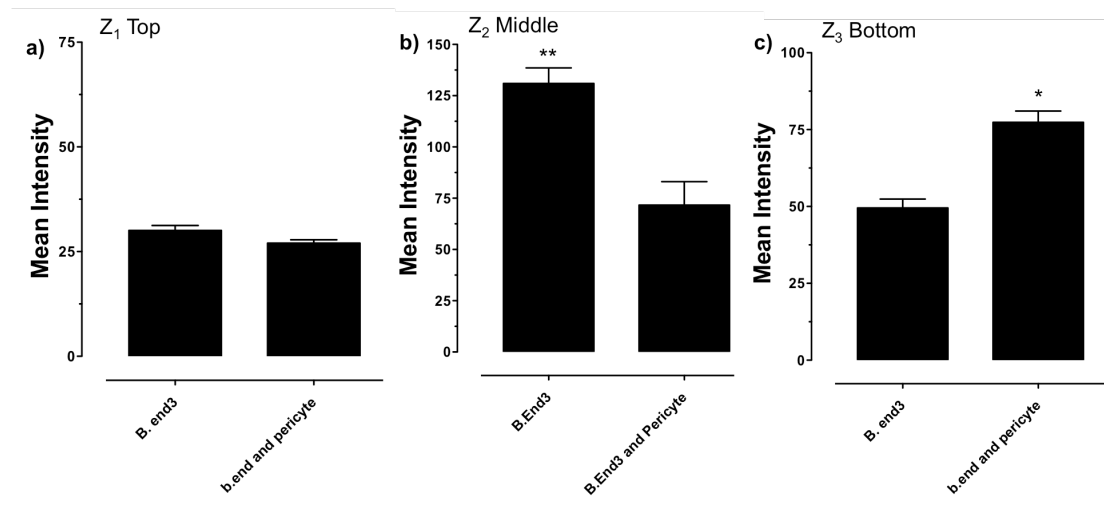 a)
Z1 Top
Mean Intensity
75
50
25
0
B. end3
b.end and pericyte
b)
Z2 Middle
Mean Intensity
150
125
100
75
50
25
0
**
B.End3
B.End3 and Pericyte
c)
Z3 Bottom
Mean Intensity
100
75
50
25
0
*
B. end3
b.end and pericyte